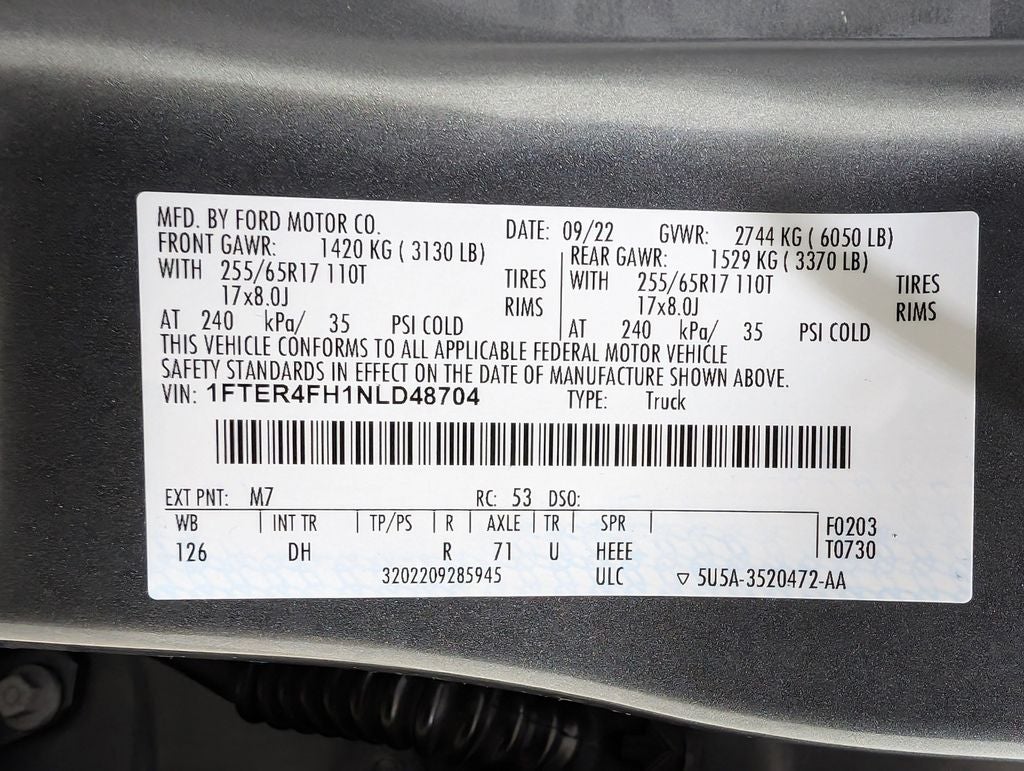 MFD. BY FORD MOTOR CO. DATE: 09/22 GVWR: 2744 KG ( 6050 LB)
FRONT GAWR: 1420 KG ( 3130 LB) REAR GAWR: 1529 KG ( 3370 LB)
WITH 255/65R17 110T TIRES WITH 255/65R17 110T TIRES
17x8.0J RIMS 17x8.0J RIMS
AT 240 kPa/ 35 PSI COLD AT 240 kPa/ 35 PSI COLD
THIS VEHICLE CONFORMS TO ALL APPLICABLE FEDERAL MOTOR VEHICLE
SAFETY STANDARDS IN EFFECT ON THE DATE OF MANUFACTURE SHOWN ABOVE.
VIN: 1FTER4FH1NLD48704 TYPE: Truck
EXT PNT: M7 RC: 53 DSO:
WB INT TR TP/PS R AXLE TR SPR F0203
126 DH R 71 U HEEE T0730
3202209285945 ULC ▽ 5U5A-3520472-AA